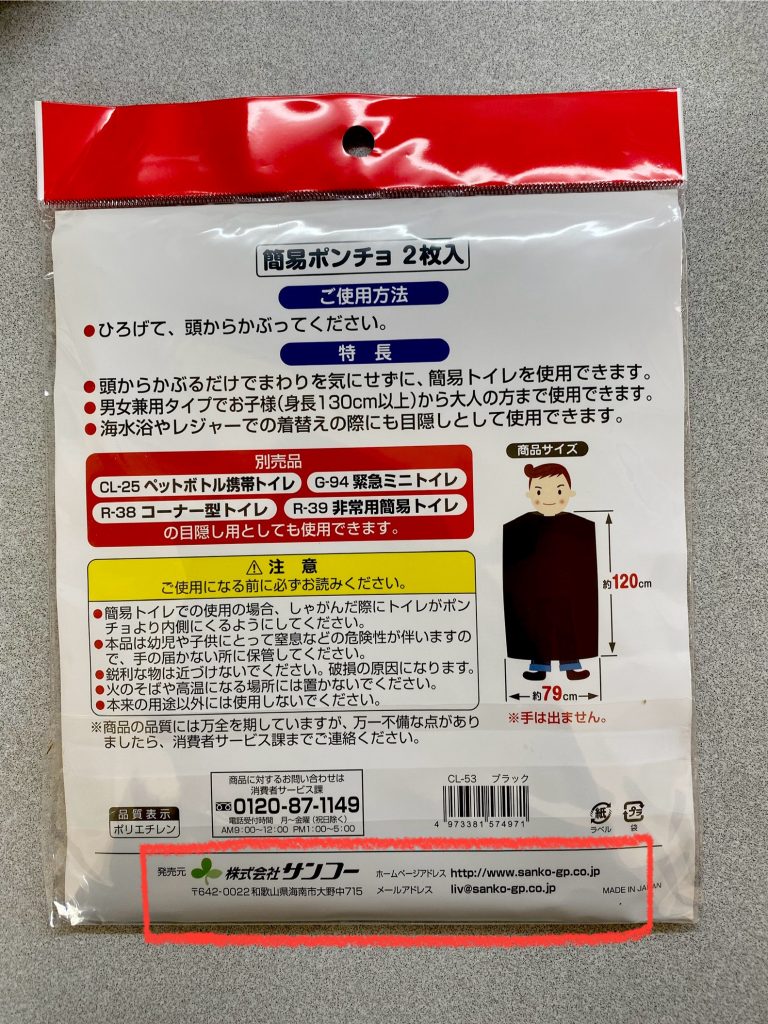 簡易ポンチョ 2枚入
ご使用方法
●ひろげて、頭からかぶってください。
特 長
●頭からかぶるだけでまわりを気にせずに、簡易トイレを使用できます。
●男女兼用タイプでお子様(身長130cm以上)から大人の方まで使用できます。
●海水浴やレジャーでの着替えの際にも目隠しとして使用できます。
別売品
CL-25 ペットボトル携帯トイレ G-94 緊急ミニトイレ
R-38 コーナー型トイレ R-39 非常用簡易トイレ
の目隠し用としても使用できます。
商品サイズ
約120cm
約79cm
※手は出ません。
⚠注 意
ご使用になる前に必ずお読みください。
●簡易トイレでの使用の場合、しゃがんだ際にトイレがポン
チョより内側にくるようにしてください。
●本品は幼児や子供にとって窒息などの危険性が伴いますの
で、手の届かない所に保管してください。
●鋭利な物は近づけないでください。破損の原因になります。
●火のそばや高温になる場所には置かないでください。
●本来の用途以外には使用しないでください。
※商品の品質には万全を期していますが、万一不備な点があり
ましたら、消費者サービス課までご連絡ください。
品質表示
ポリエチレン
商品に対するお問い合わせは
消費者サービス課
0120-87-1149
電話受付時間 月〜金曜(祝日除く)
AM9:00〜12:00 PM1:00〜5:00
CL-53 ブラック
4 973381 574971
紙
ラベル
プラ
袋
発売元 株式会社サンコー ホームページアドレス http://www.sanko-gp.co.jp
〒642-0022 和歌山県海南市大野中715 メールアドレス liv@sanko-gp.co.jp MADE IN JAPAN